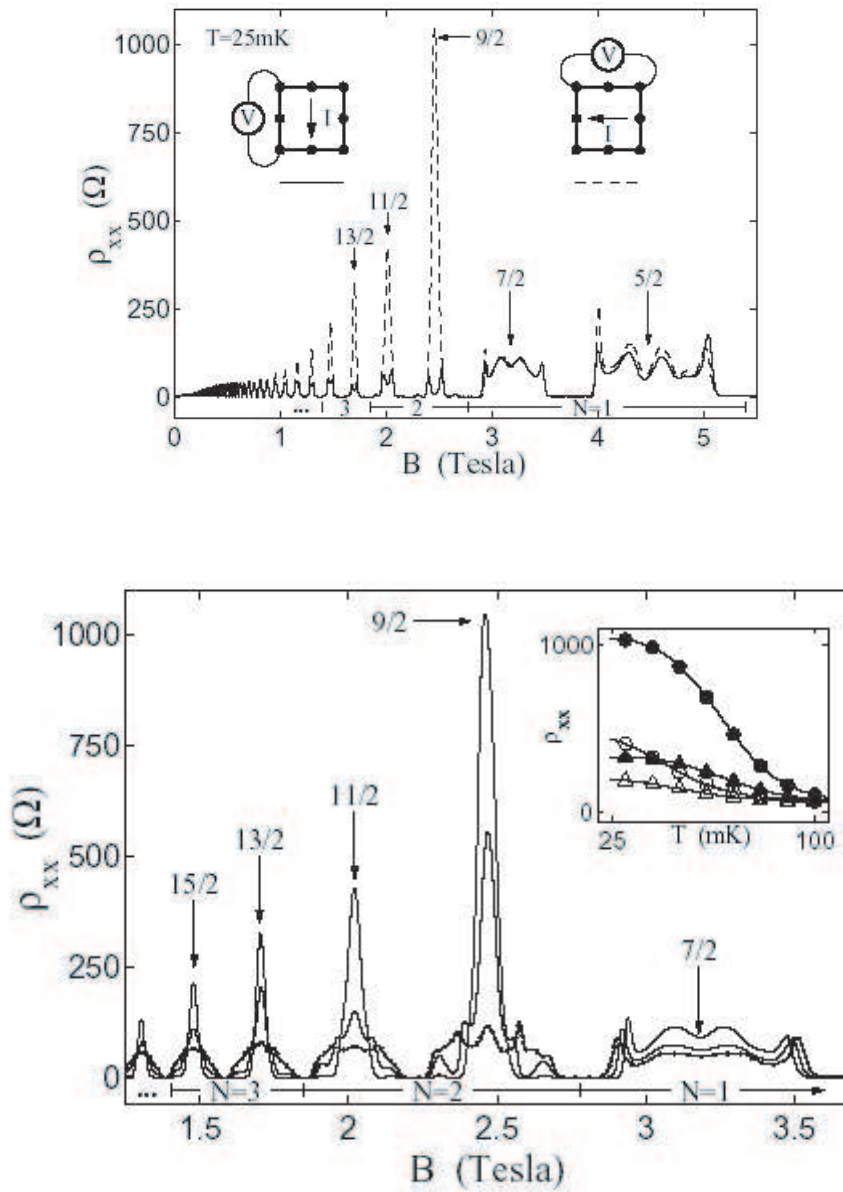 1000
750
500
250
0
ρxx (Ω)
T=25mK
V
I
V
I
9/2
11/2
13/2
7/2
5/2
... 3 2 N=1
0 1 2 3 4 5
B (Tesla)
1000
750
500
250
0
ρxx (Ω)
9/2
11/2
13/2
15/2
7/2
1000
0
ρxx
25 T (mK) 100
... N=3 N=2 N=1
1.5 2 2.5 3 3.5
B (Tesla)